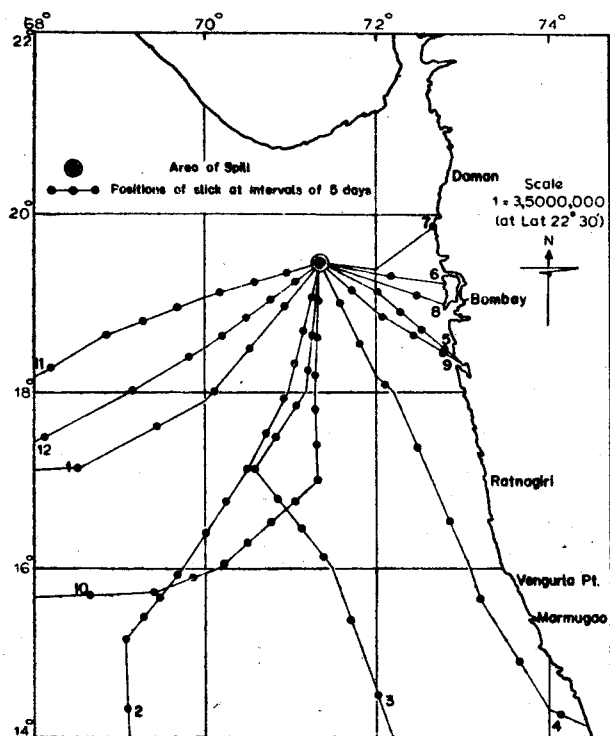 68° 70° 72° 74°
22°
Area of Spill
Positions of slick at intervals of 5 days
Daman
Scale
1 = 3,5000,000
(at Lat 22° 30')
N
20°
7
6
8
Bombay
5
9
11
18°
12
1
Ratnagiri
16°
Vengurla Pt.
10
Marmugao
2
3
4
14°